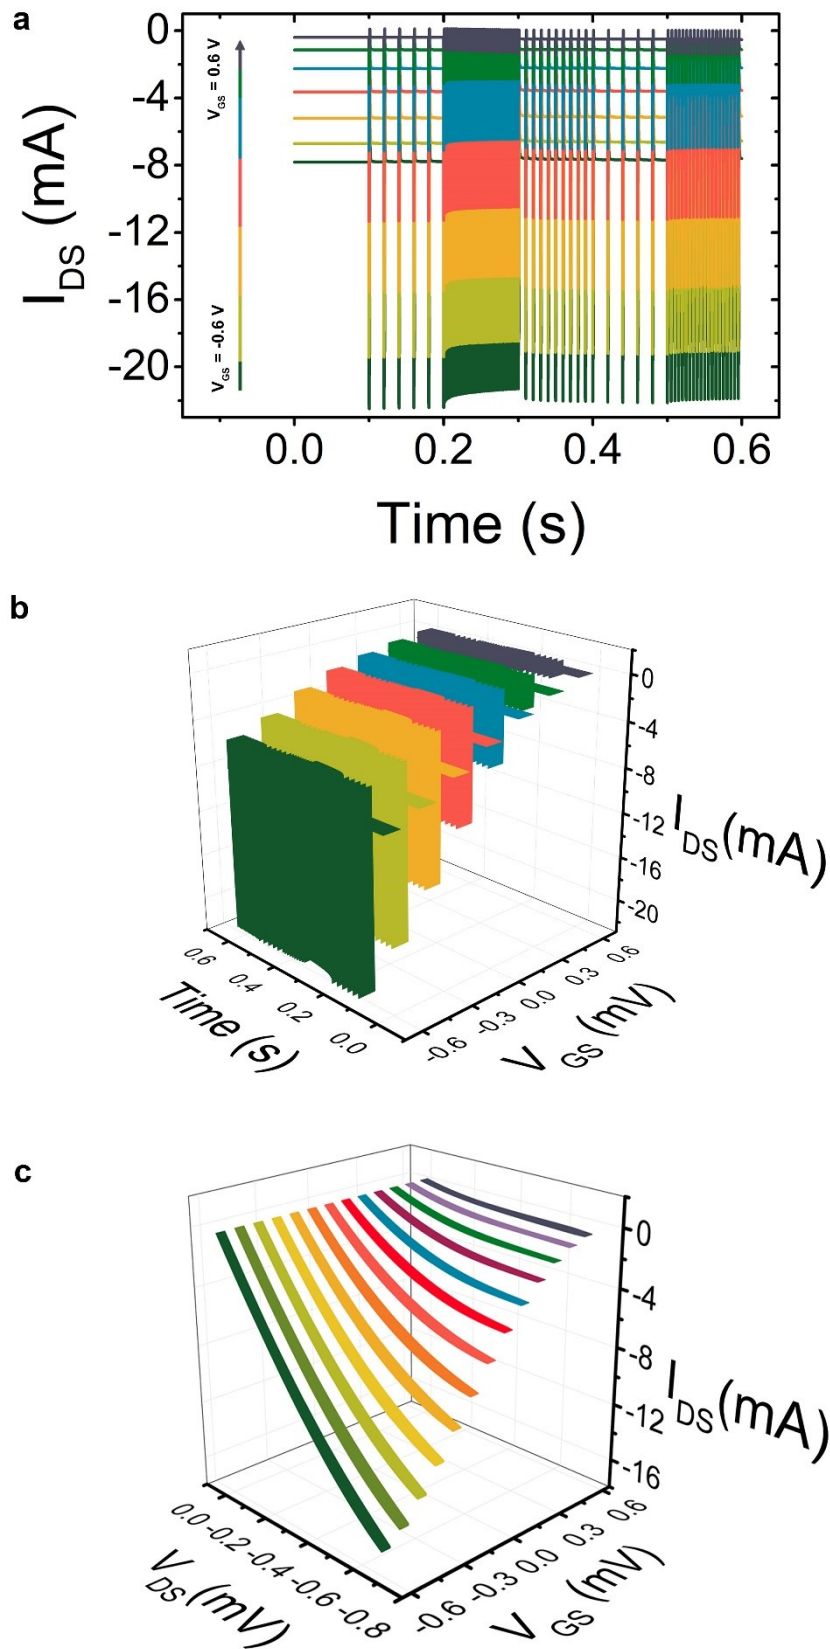 a
0
-4
-8
-12
-16
-20
I_DS (mA)
V_GS = 0.6 V
V_GS = -0.6 V
0.0 0.2 0.4 0.6
Time (s)
b
0
-4
-8
-12
-16
-20
I_DS (mA)
0.6 0.4 0.2 0.0
Time (s)
-0.6 -0.3 0.0 0.3 0.6
V_GS (mV)
c
0
-4
-8
-12
-16
I_DS (mA)
0.0 -0.2 -0.4 -0.6 -0.8
V_DS (mV)
-0.6 -0.3 0.0 0.3 0.6
V_GS (mV)